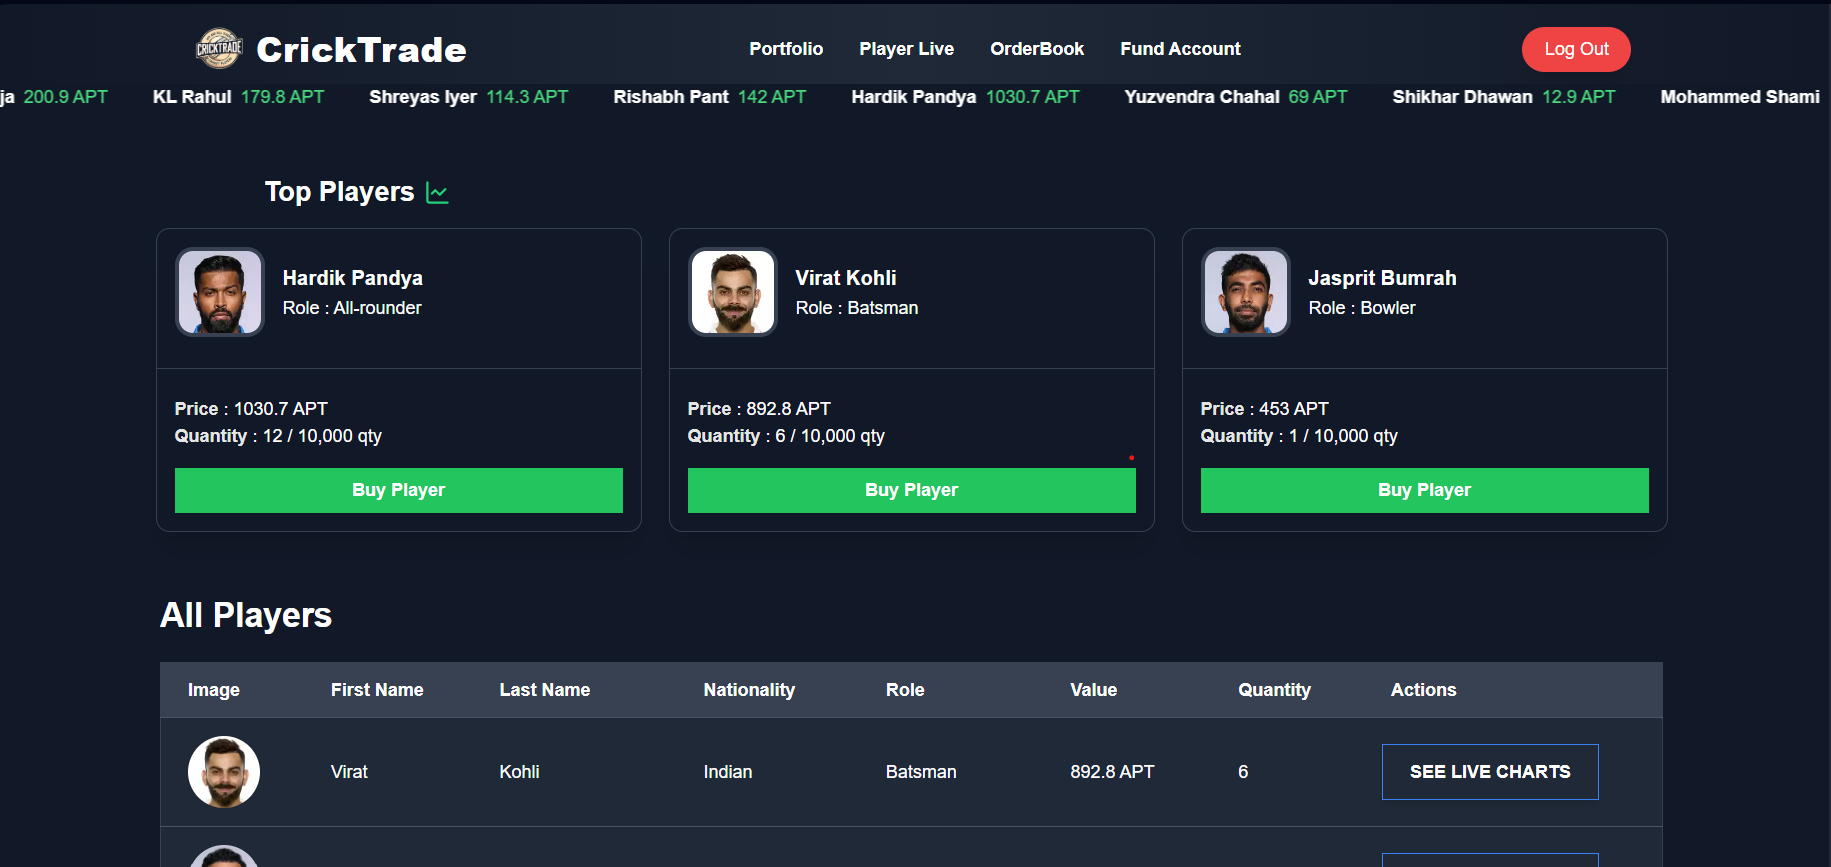 CRICKTRADE
CrickTrade
Portfolio Player Live OrderBook Fund Account
Log Out
ja 200.9 APT KL Rahul 179.8 APT Shreyas Iyer 114.3 APT Rishabh Pant 142 APT Hardik Pandya 1030.7 APT Yuzvendra Chahal 69 APT Shikhar Dhawan 12.9 APT Mohammed Shami
Top Players
Hardik Pandya
Role : All-rounder
Price : 1030.7 APT
Quantity : 12 / 10,000 qty
Buy Player
Virat Kohli
Role : Batsman
Price : 892.8 APT
Quantity : 6 / 10,000 qty
Buy Player
Jasprit Bumrah
Role : Bowler
Price : 453 APT
Quantity : 1 / 10,000 qty
Buy Player
All Players
Image First Name Last Name Nationality Role Value Quantity Actions
Virat Kohli Indian Batsman 892.8 APT 6 SEE LIVE CHARTS